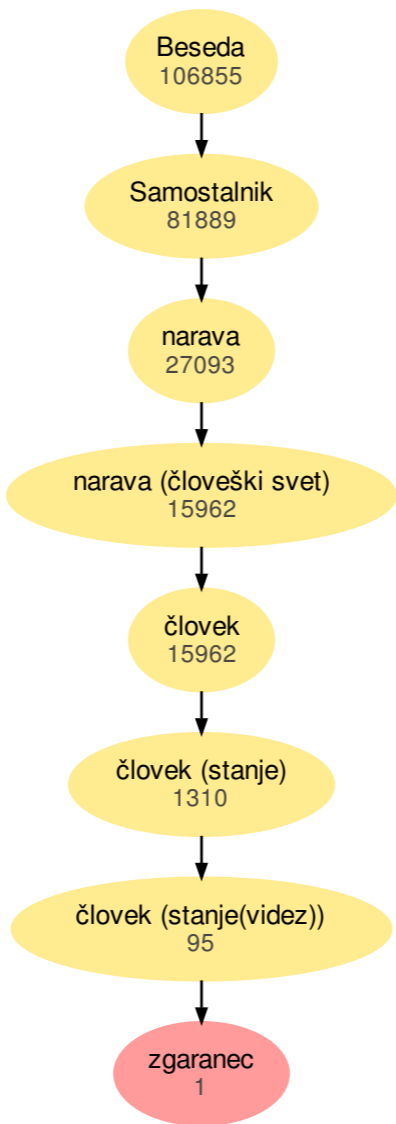 Beseda
106855
Samostalnik
81889
narava
27093
narava (človeški svet)
15962
človek
15962
človek (stanje)
1310
človek (stanje(videz))
95
zgaranec
1